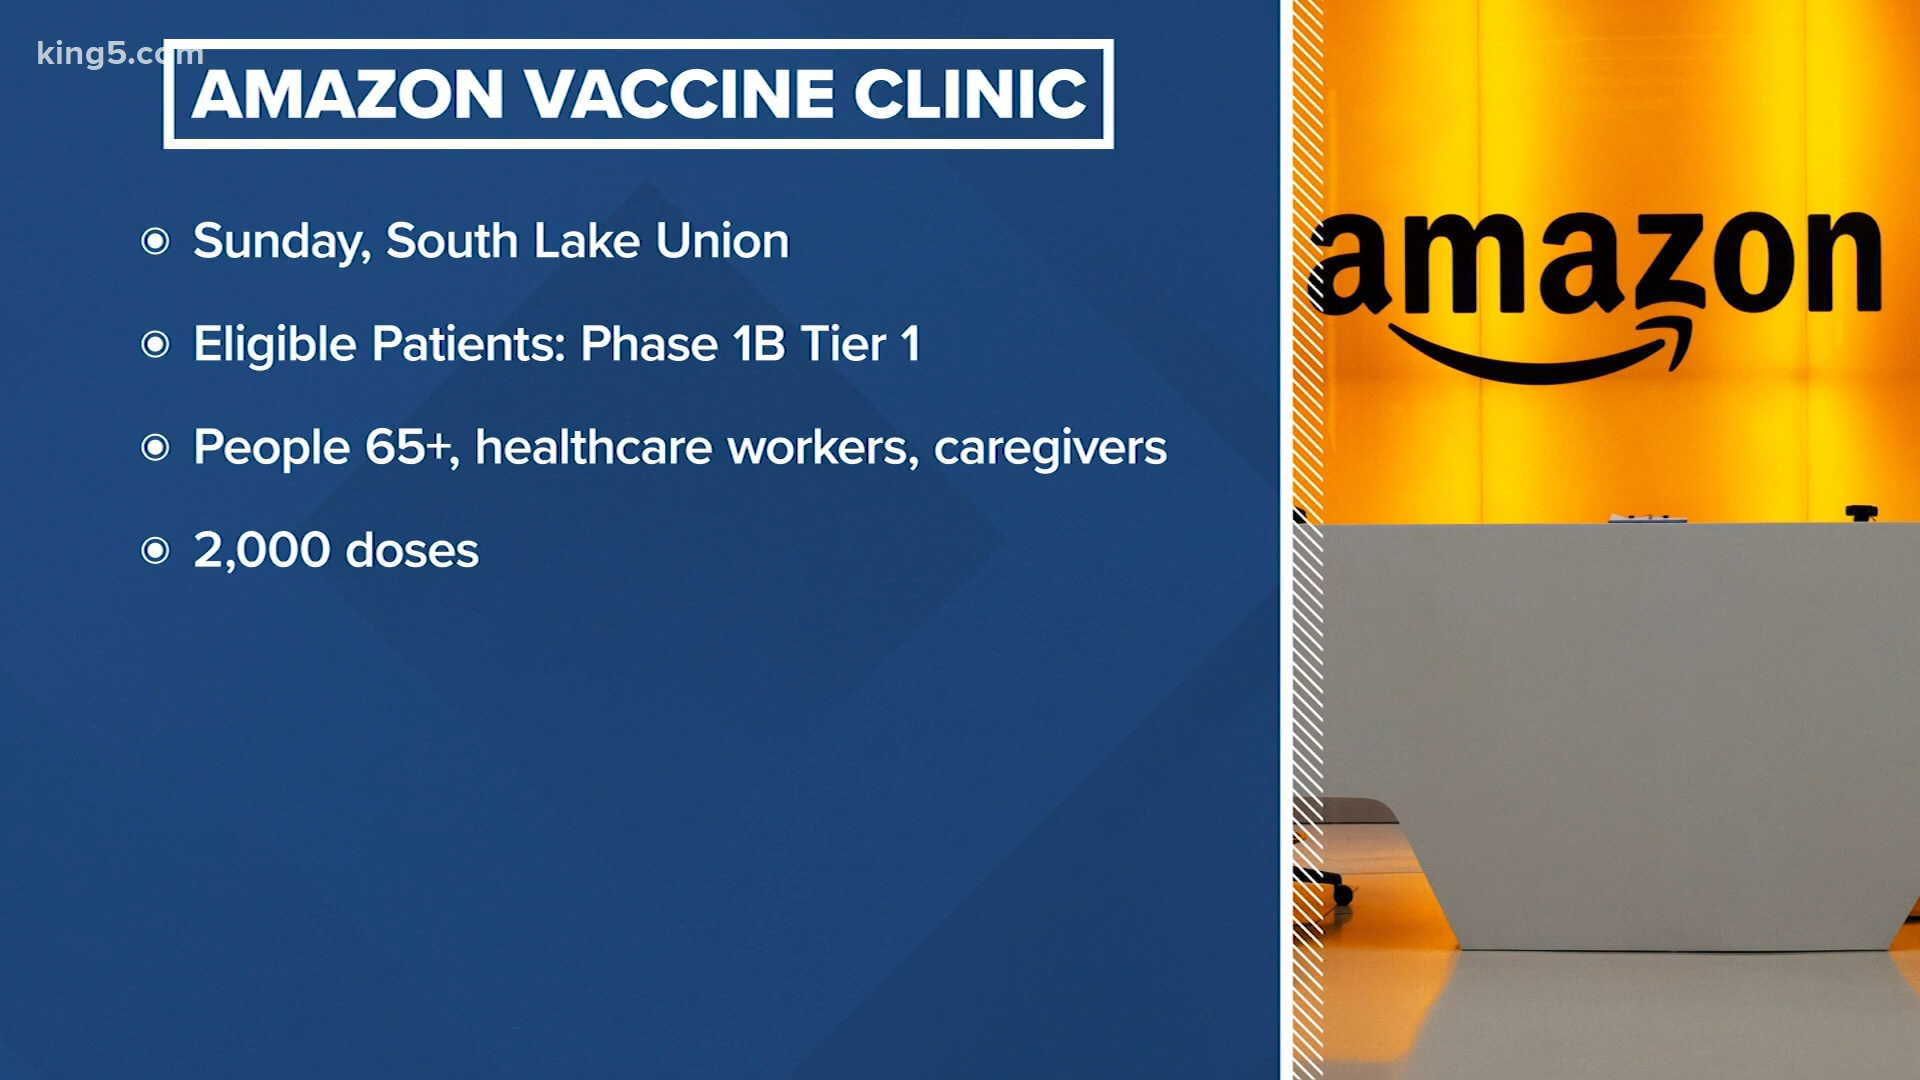 king5.com
AMAZON VACCINE CLINIC
Sunday, South Lake Union
Eligible Patients: Phase 1B Tier 1
People 65+, healthcare workers, caregivers
2,000 doses
amazon